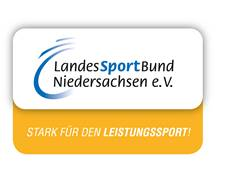 LandesSportBund
Niedersachsen e.V.
STARK FÜR DEN LEISTUNGSSPORT!